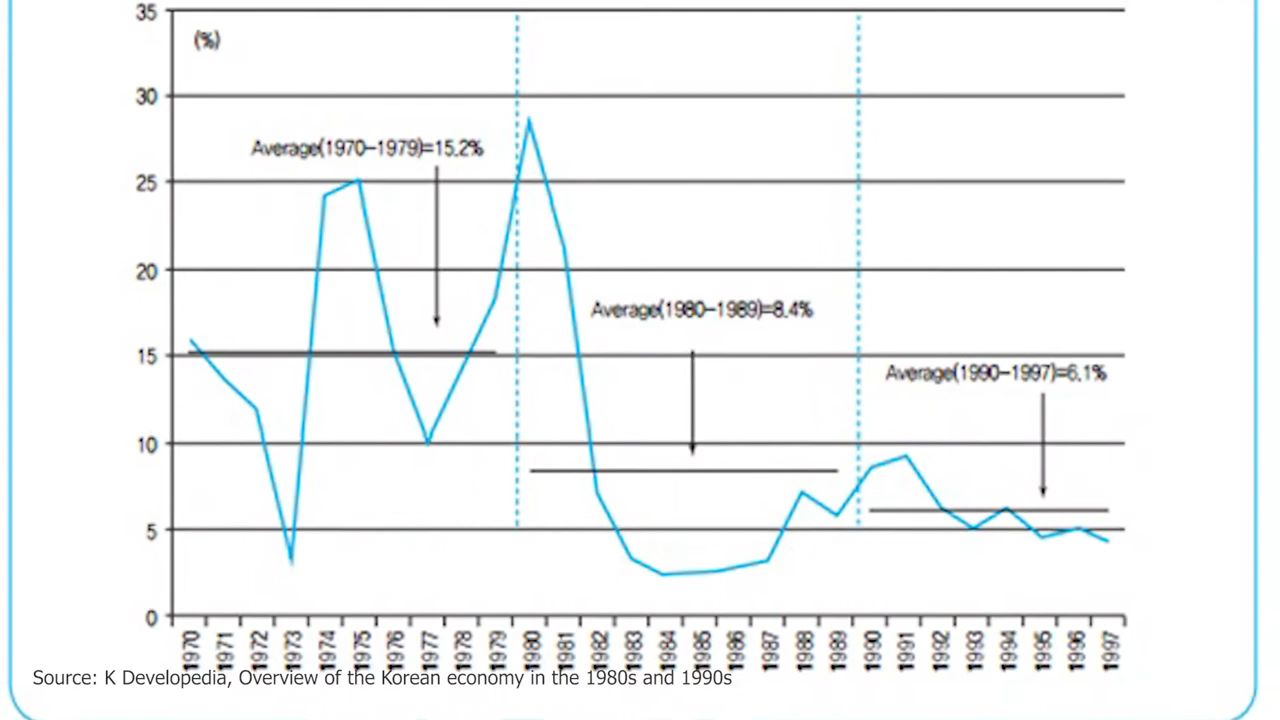 35
(%)
30
Average(1970–1979)=15.2%
25
20
Average(1980–1989)=8.4%
15
Average(1990–1997)=6.1%
10
5
0
1970 1971 1972 1973 1974 1975 1976 1977 1978 1979 1980 1981 1982 1983 1984 1985 1986 1987 1988 1989 1990 1991 1992 1993 1994 1995 1996 1997
Source: K Developedia, Overview of the Korean economy in the 1980s and 1990s